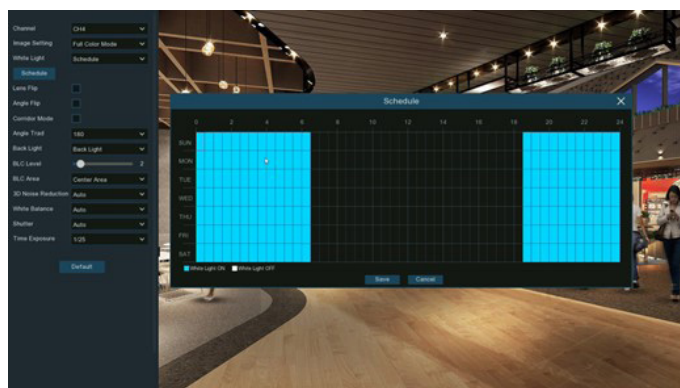 Channel CH4
Image Setting Full Color Mode
White Light Schedule
Schedule
Lens Flip
Angle Flip
Corridor Mode
Angle Trad 180
Back Light Back Light
BLC Level 2
BLC Area Center Area
3D Noise Reduction Auto
White Balance Auto
Shutter Auto
Time Exposure 1/25
Default
Schedule
0 2 4 6 8 10 12 14 16 18 20 22 24
SUN
MON
TUE
WED
THU
FRI
SAT
White Light ON White Light OFF
Save Cancel